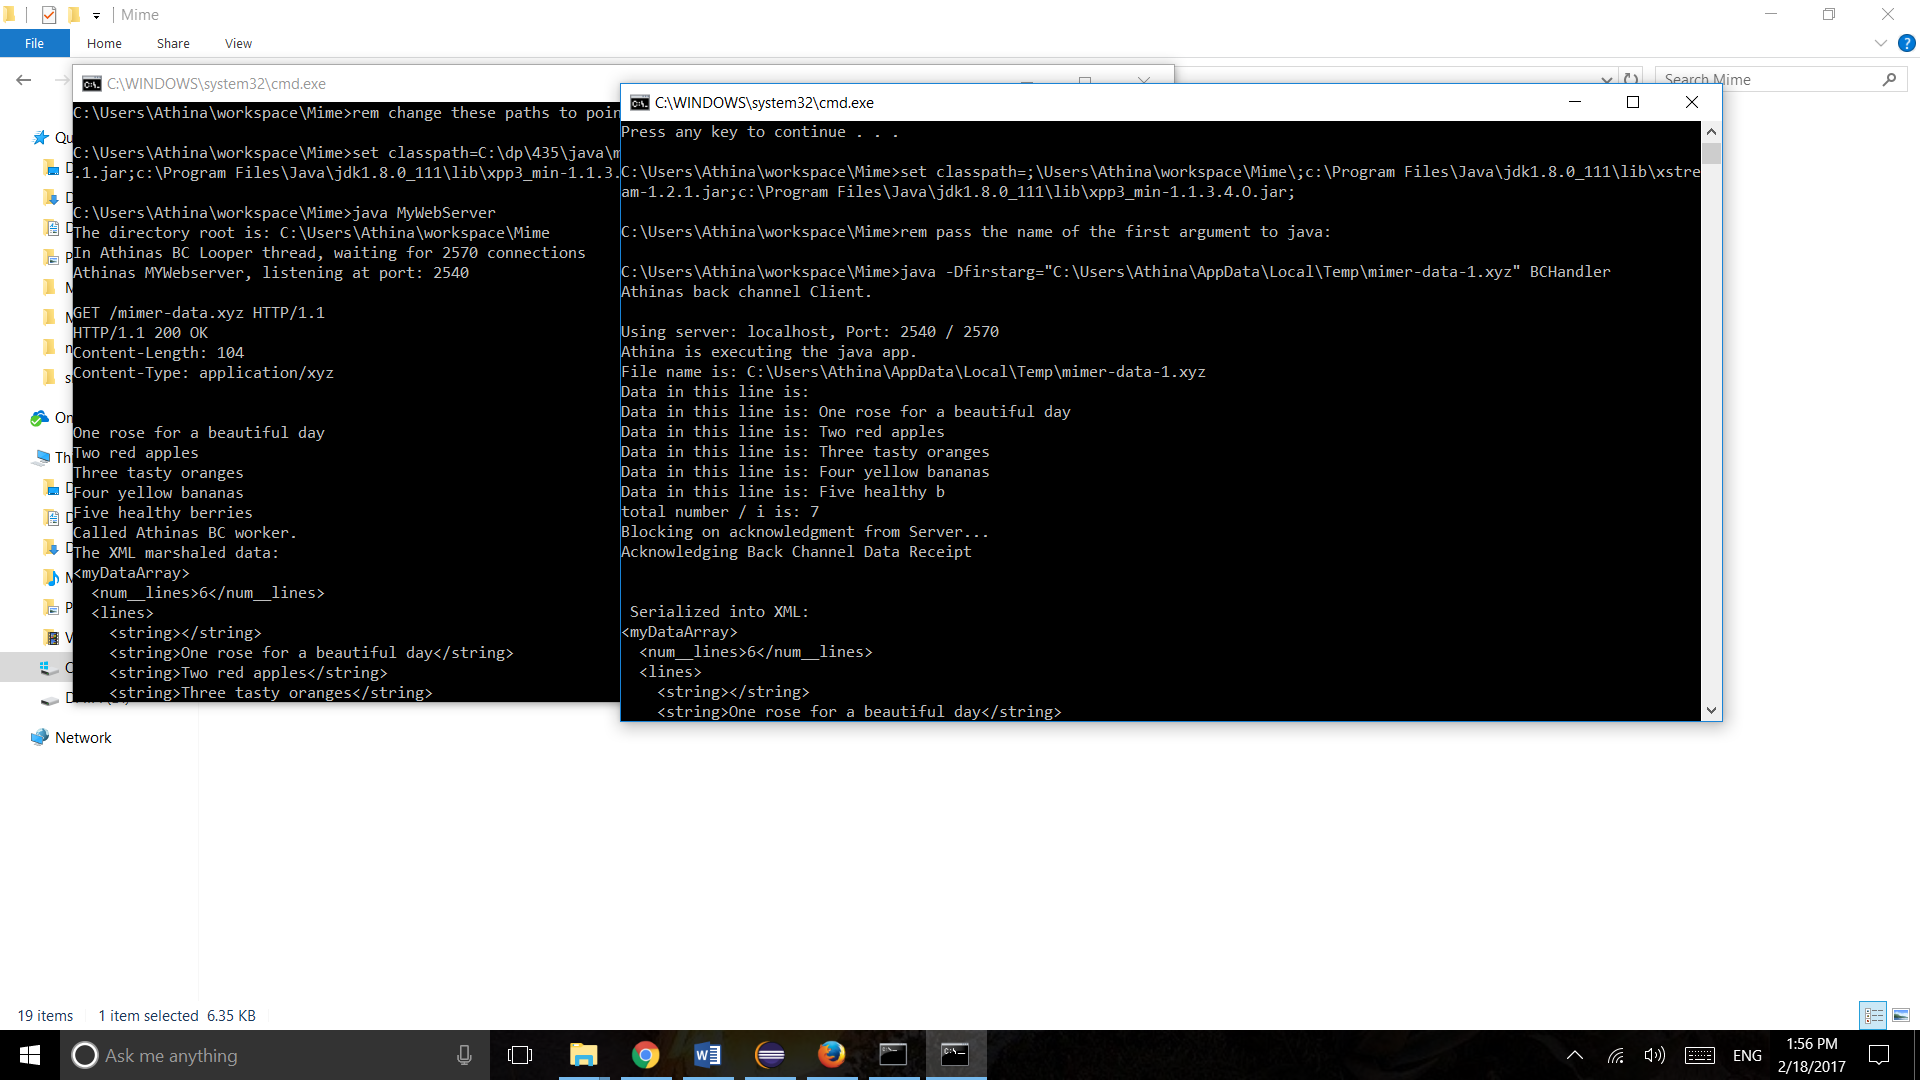 Mime
File Home Share View
Search Mime
C:\WINDOWS\system32\cmd.exe
C:\Users\Athina\workspace\Mime>rem change these paths to poin
C:\Users\Athina\workspace\Mime>set classpath=C:\dp\435\java\m
.1.jar;c:\Program Files\Java\jdk1.8.0_111\lib\xpp3_min-1.1.3.
C:\Users\Athina\workspace\Mime>java MyWebServer
The directory root is: C:\Users\Athina\workspace\Mime
In Athinas BC Looper thread, waiting for 2570 connections
Athinas MYWebserver, listening at port: 2540
GET /mimer-data.xyz HTTP/1.1
HTTP/1.1 200 OK
Content-Length: 104
Content-Type: application/xyz
One rose for a beautiful day
Two red apples
Three tasty oranges
Four yellow bananas
Five healthy berries
Called Athinas BC worker.
The XML marshaled data:
<myDataArray>
<num__lines>6</num__lines>
<lines>
<string></string>
<string>One rose for a beautiful day</string>
<string>Two red apples</string>
<string>Three tasty oranges</string>
C:\WINDOWS\system32\cmd.exe
Press any key to continue . . .
C:\Users\Athina\workspace\Mime>set classpath=;\Users\Athina\workspace\Mime\;c:\Program Files\Java\jdk1.8.0_111\lib\xstre
am-1.2.1.jar;c:\Program Files\Java\jdk1.8.0_111\lib\xpp3_min-1.1.3.4.O.jar;
C:\Users\Athina\workspace\Mime>rem pass the name of the first argument to java:
C:\Users\Athina\workspace\Mime>java -Dfirstarg="C:\Users\Athina\AppData\Local\Temp\mimer-data-1.xyz" BCHandler
Athinas back channel Client.
Using server: localhost, Port: 2540 / 2570
Athina is executing the java app.
File name is: C:\Users\Athina\AppData\Local\Temp\mimer-data-1.xyz
Data in this line is:
Data in this line is: One rose for a beautiful day
Data in this line is: Two red apples
Data in this line is: Three tasty oranges
Data in this line is: Four yellow bananas
Data in this line is: Five healthy b
total number / i is: 7
Blocking on acknowledgment from Server...
Acknowledging Back Channel Data Receipt
Serialized into XML:
<myDataArray>
<num__lines>6</num__lines>
<lines>
<string></string>
<string>One rose for a beautiful day</string>
Network
19 items 1 item selected 6.35 KB
Ask me anything
ENG
1:56 PM
2/18/2017